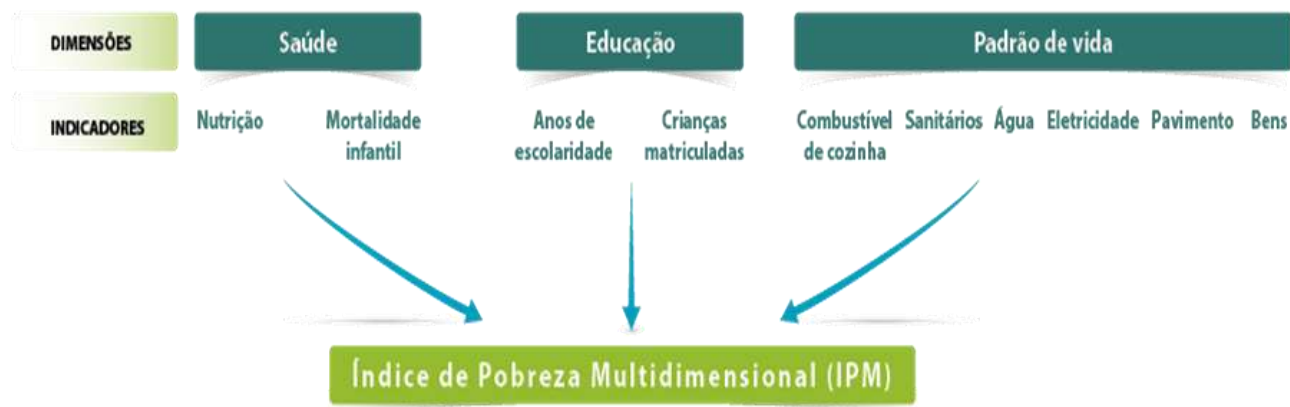 DIMENSÕES
Saúde
Educação
Padrão de vida
INDICADORES
Nutrição
Mortalidade
infantil
Anos de
escolaridade
Crianças
matriculadas
Combustível
de cozinha
Sanitários
Água
Eletricidade
Pavimento
Bens
Índice de Pobreza Multidimensional (IPM)